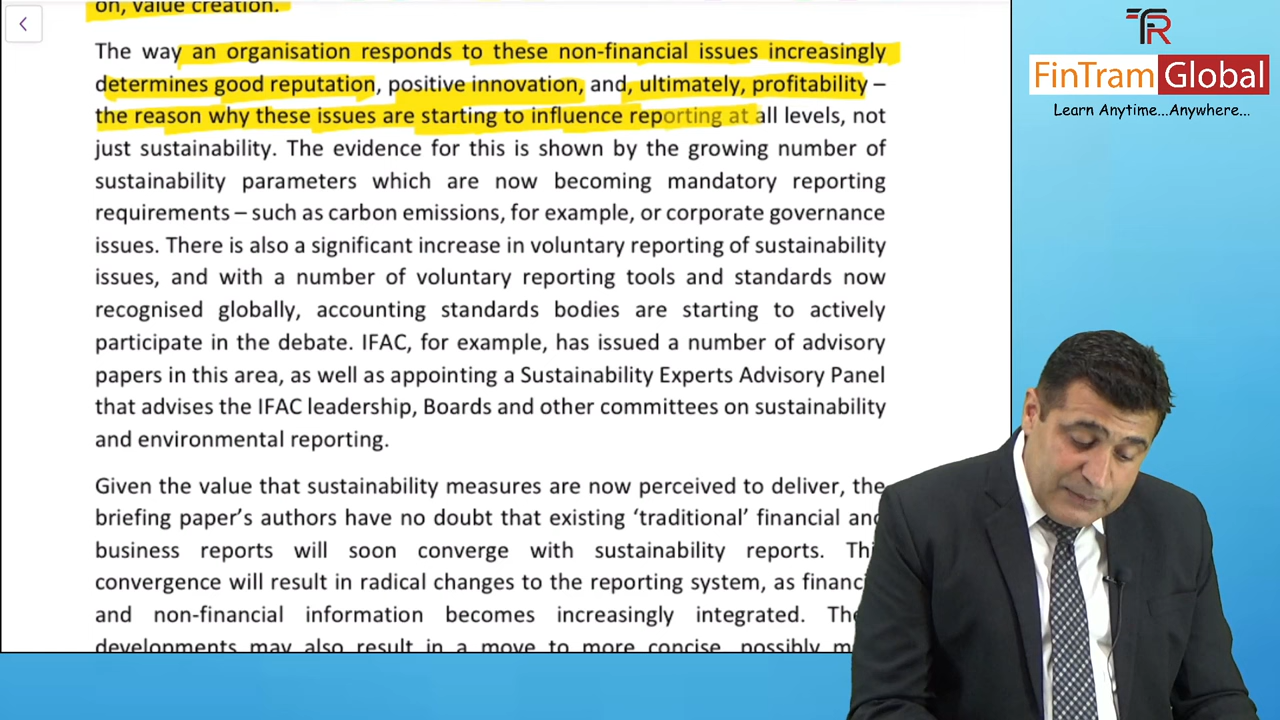 on, value creation.
The way an organisation responds to these non-financial issues increasingly
determines good reputation, positive innovation, and, ultimately, profitability –
the reason why these issues are starting to influence reporting at all levels, not
just sustainability. The evidence for this is shown by the growing number of
sustainability parameters which are now becoming mandatory reporting
requirements – such as carbon emissions, for example, or corporate governance
issues. There is also a significant increase in voluntary reporting of sustainability
issues, and with a number of voluntary reporting tools and standards now
recognised globally, accounting standards bodies are starting to actively
participate in the debate. IFAC, for example, has issued a number of advisory
papers in this area, as well as appointing a Sustainability Experts Advisory Panel
that advises the IFAC leadership, Boards and other committees on sustainability
and environmental reporting.
Given the value that sustainability measures are now perceived to deliver, the
briefing paper's authors have no doubt that existing 'traditional' financial and
business reports will soon converge with sustainability reports.
convergence will result in radical changes to the reporting system, as
and non-financial information becomes increasingly integrated.
developments may also result in a move to more concise, possibly
FinTram Global
Learn Anytime...Anywhere...